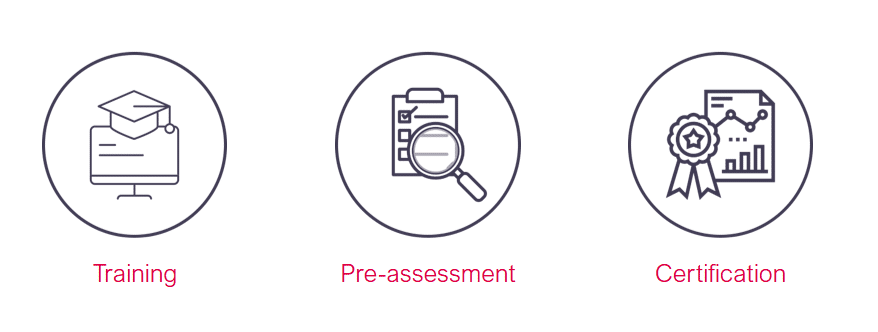 Training
Pre-assessment
Certification